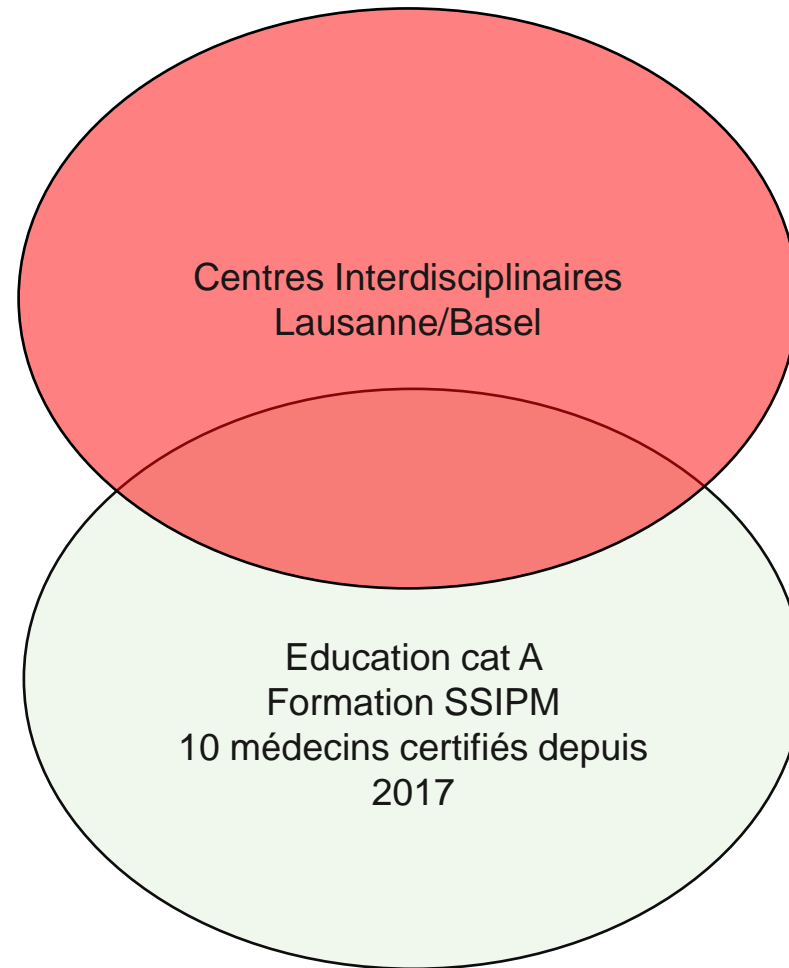 Centres Interdisciplinaires
Lausanne/Basel
Education cat A
Formation SSIPM
10 médecins certifiés depuis
2017